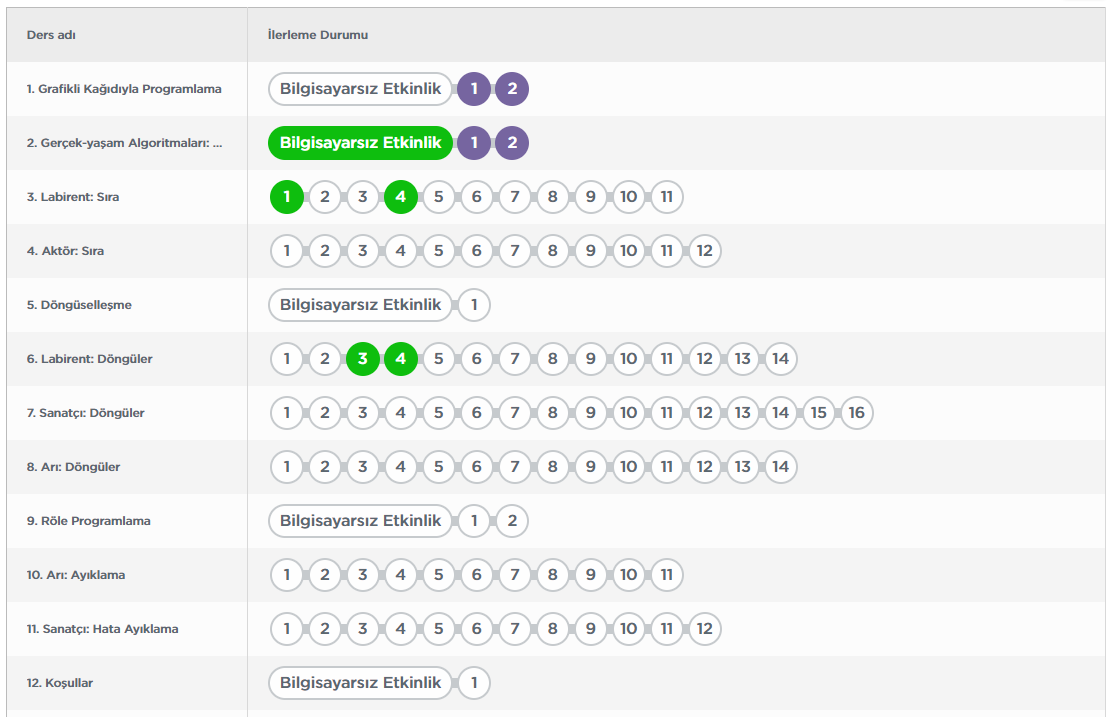 Ders adı İlerleme Durumu
1. Grafikli Kağıdıyla Programlama Bilgisayarsız Etkinlik 1 2
2. Gerçek-yaşam Algoritmaları: ... Bilgisayarsız Etkinlik 1 2
3. Labirent: Sıra 1 2 3 4 5 6 7 8 9 10 11
4. Aktör: Sıra 1 2 3 4 5 6 7 8 9 10 11 12
5. Döngüselleşme Bilgisayarsız Etkinlik 1
6. Labirent: Döngüler 1 2 3 4 5 6 7 8 9 10 11 12 13 14
7. Sanatçı: Döngüler 1 2 3 4 5 6 7 8 9 10 11 12 13 14 15 16
8. Arı: Döngüler 1 2 3 4 5 6 7 8 9 10 11 12 13 14
9. Röle Programlama Bilgisayarsız Etkinlik 1 2
10. Arı: Ayıklama 1 2 3 4 5 6 7 8 9 10 11
11. Sanatçı: Hata Ayıklama 1 2 3 4 5 6 7 8 9 10 11 12
12. Koşullar Bilgisayarsız Etkinlik 1